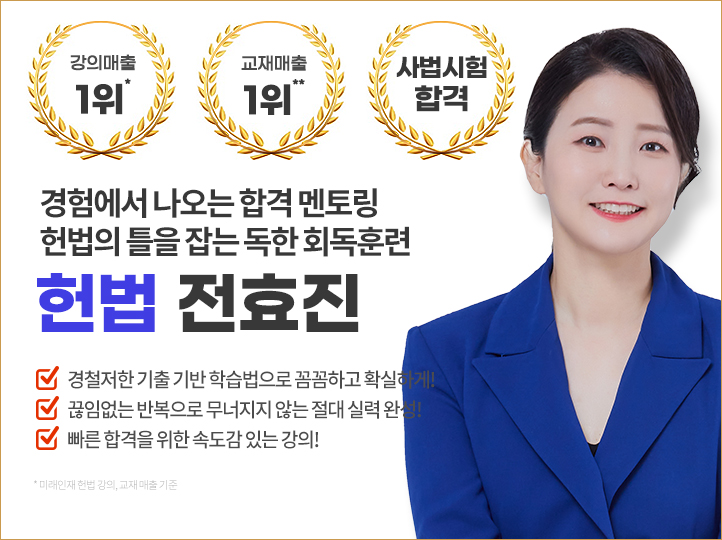 강의매출
1위*
교재매출
1위**
사법시험
합격
경험에서 나오는 합격 멘토링
헌법의 틀을 잡는 독한 회독훈련
헌법 전효진
경철저한 기출 기반 학습법으로 꼼꼼하고 확실하게!
끊임없는 반복으로 무너지지 않는 절대 실력 완성!
빠른 합격을 위한 속도감 있는 강의!
* 미래인재 헌법 강의, 교재 매출 기준